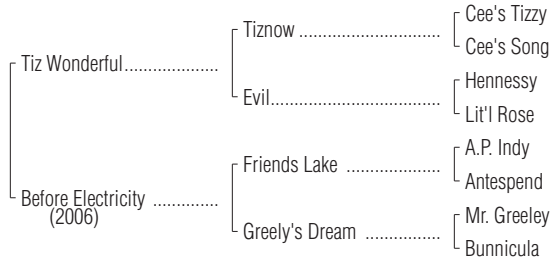 Cee's Tizzy
Tiznow ..................
Cee's Song
Tiz Wonderful...................
Hennessy
Evil......................
Lit'l Rose
A.P. Indy
Friends Lake ..................
Antespend
Before Electricity .............
(2006)
Mr. Greeley
Greely's Dream ...............
Bunnicula